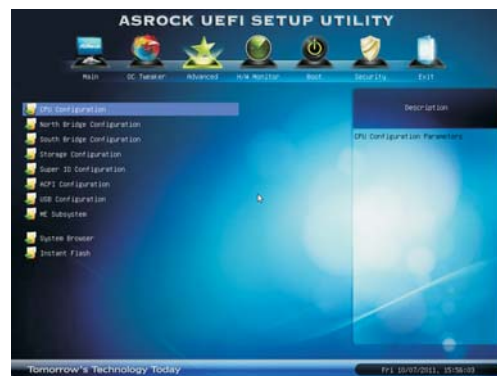 ASROCK UEFI SETUP UTILITY
Main OC Tweaker Advanced H/W Monitor Boot Security Exit
CPU Configuration
North Bridge Configuration
South Bridge Configuration
Storage Configuration
Super IO Configuration
ACPI Configuration
USB Configuration
ME Subsystem
System Browser
Instant Flash
Description
CPU Configuration Parameters
Tomorrow's Technology Today
Fri 10/07/2011, 15:56:03